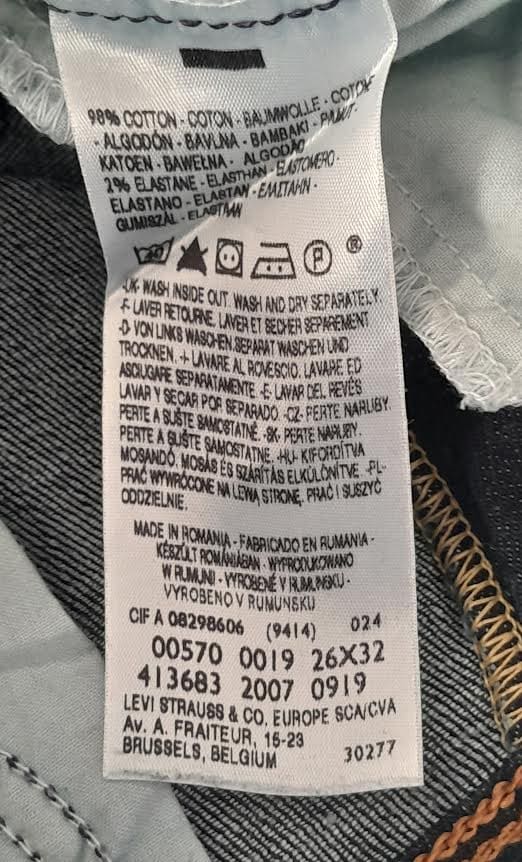 98% COTTON - COTON - BAUMWOLLE - COTONE
- ALGODÓN - BAVLNA - BAMBAKI - PAMUT -
KATOEN - BAWEŁNA - ALGODÃO
2% ELASTANE - ELASTHAN - ELASTOMERO -
ELASTANO - ELASTAN - ΕΛΑΣΤΑΗΝ -
GUMISZÁL - ELASTAAN
P ®
-UK- WASH INSIDE OUT. WASH AND DRY SEPARATELY.
-F- LAVER RETOURNE. LAVER ET SECHER SEPAREMENT
-D- VON LINKS WASCHEN. SEPARAT WASCHEN UND
TROCKNEN. -I- LAVARE AL ROVESCIO. LAVARE ED
ASCIUGARE SEPARATAMENTE. -E- LAVAR DEL REVÉS
LAVAR Y SECAR POR SEPARADO. -CZ- PERTE NARUBY.
PERTE A SUŠTE SAMOSTATNĚ. -SK- PERTE NARUBY.
PERTE A SUŠTE SAMOSTATNE. -HU- KIFORDÍTVA
MOSANDÓ. MOSÁS ÉS SZÁRÍTÁS ELKÜLÖNÍTVE. -PL-
PRAĆ WYWRÓCONE NA LEWĄ STRONĘ. PRAĆ I SUSZYĆ
ODDZIELNIE.
MADE IN ROMANIA - FABRICADO EN RUMANIA -
KÉSZÜLT ROMÁNIÁBAN - WYPRODUKOWANO
W RUMUNI - VYROBENÉ V RUMUNSKU -
VYROBENO V RUMUNSKU
CIF A 08298606 (9414) 024
00570 0019 26X32
413683 2007 0919
LEVI STRAUSS & CO. EUROPE SCA/CVA
Av. A. FRAITEUR, 15-23
BRUSSELS, BELGIUM 30277